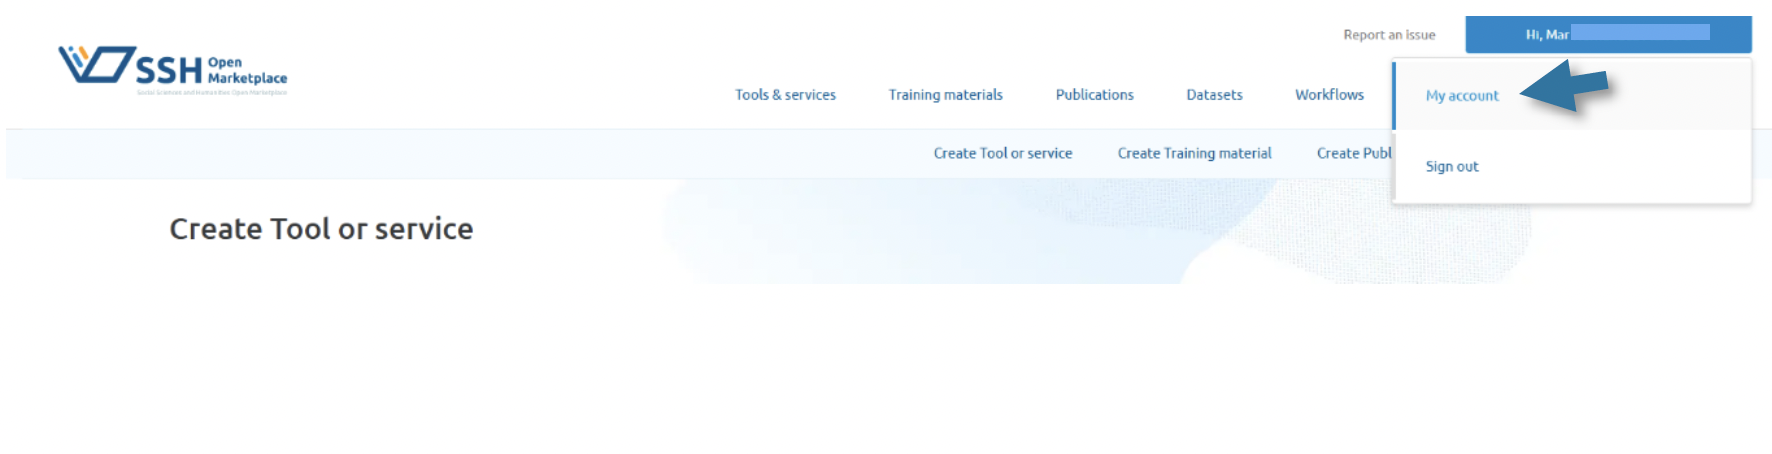 Report an Issue
Hi, Mar
SSH Open Marketplace
Social Sciences and Humanities Open Marketplace
Tools & services
Training materials
Publications
Datasets
Workflows
My account
Create Tool or service
Create Training material
Create Publ
Sign out
Create Tool or service